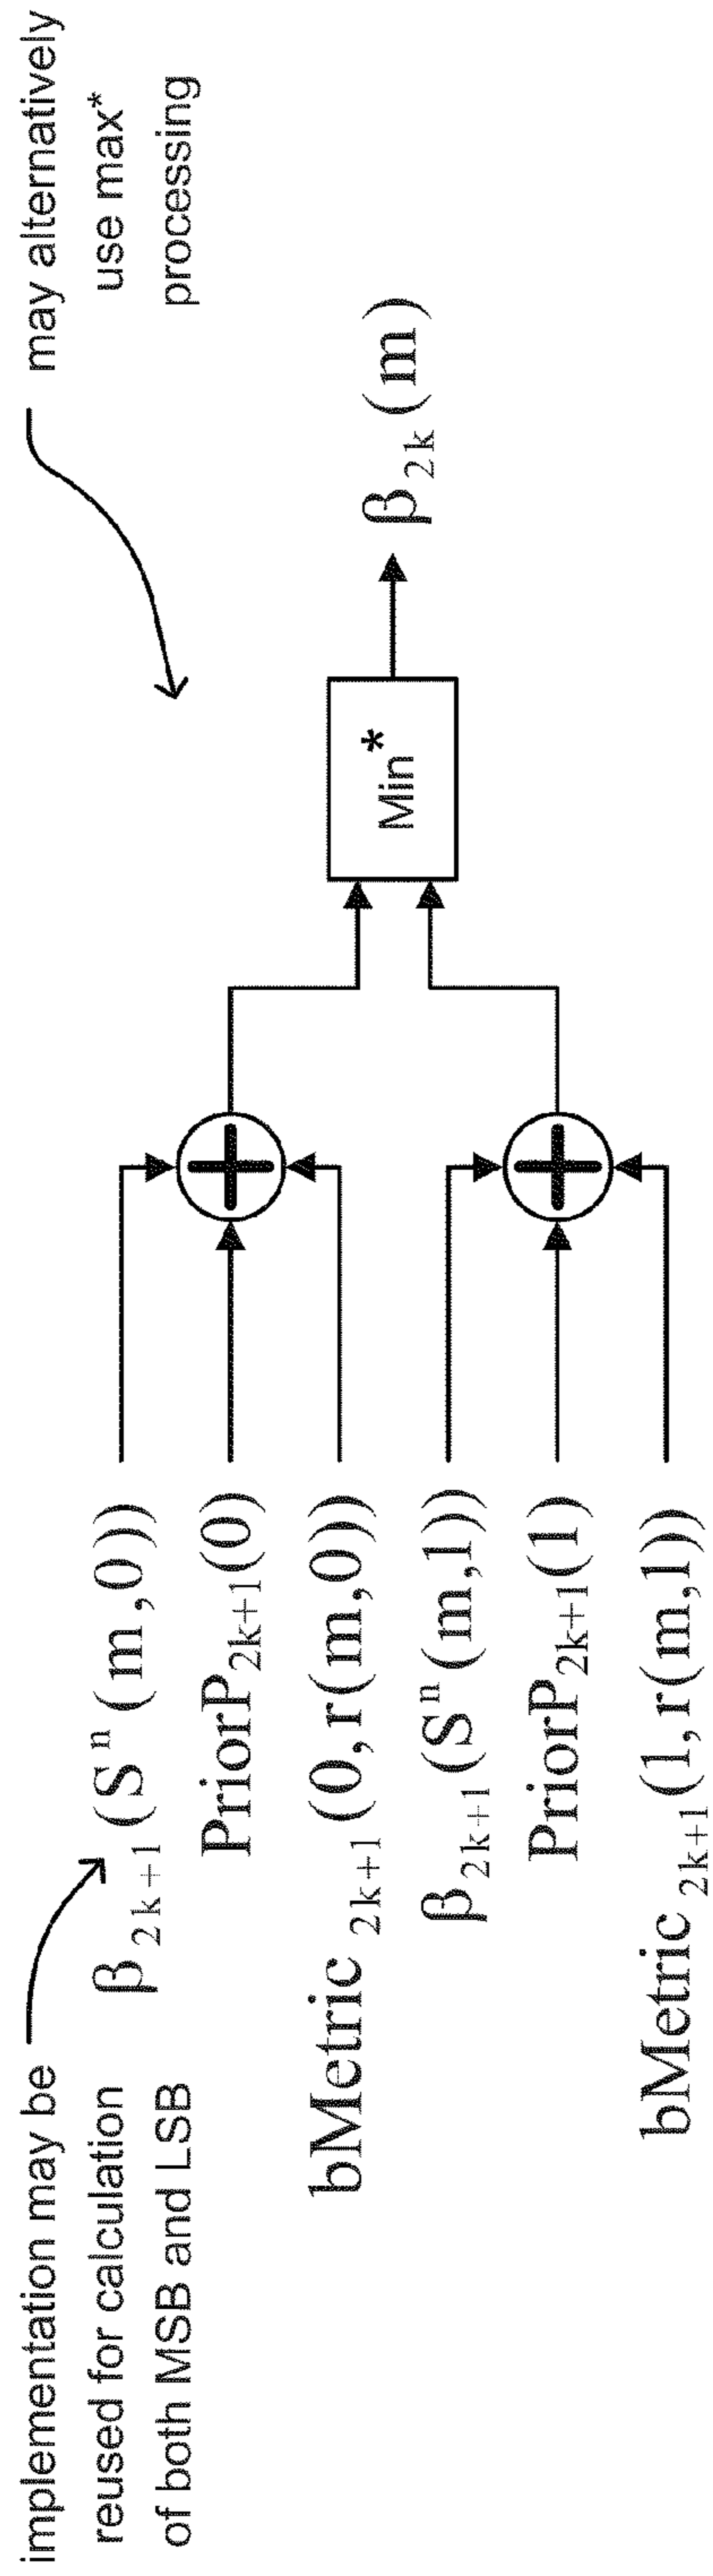 implementation may be
reused for calculation
of both MSB and LSB
may alternatively
use max*
processing
β₂ₖ₊₁(Sⁿ(m,0))
PriorP₂ₖ₊₁(0)
bMetric₂ₖ₊₁(0,r(m,0))
β₂ₖ₊₁(Sⁿ(m,1))
PriorP₂ₖ₊₁(1)
bMetric₂ₖ₊₁(1,r(m,1))
+
+
Min*
β₂ₖ(m)